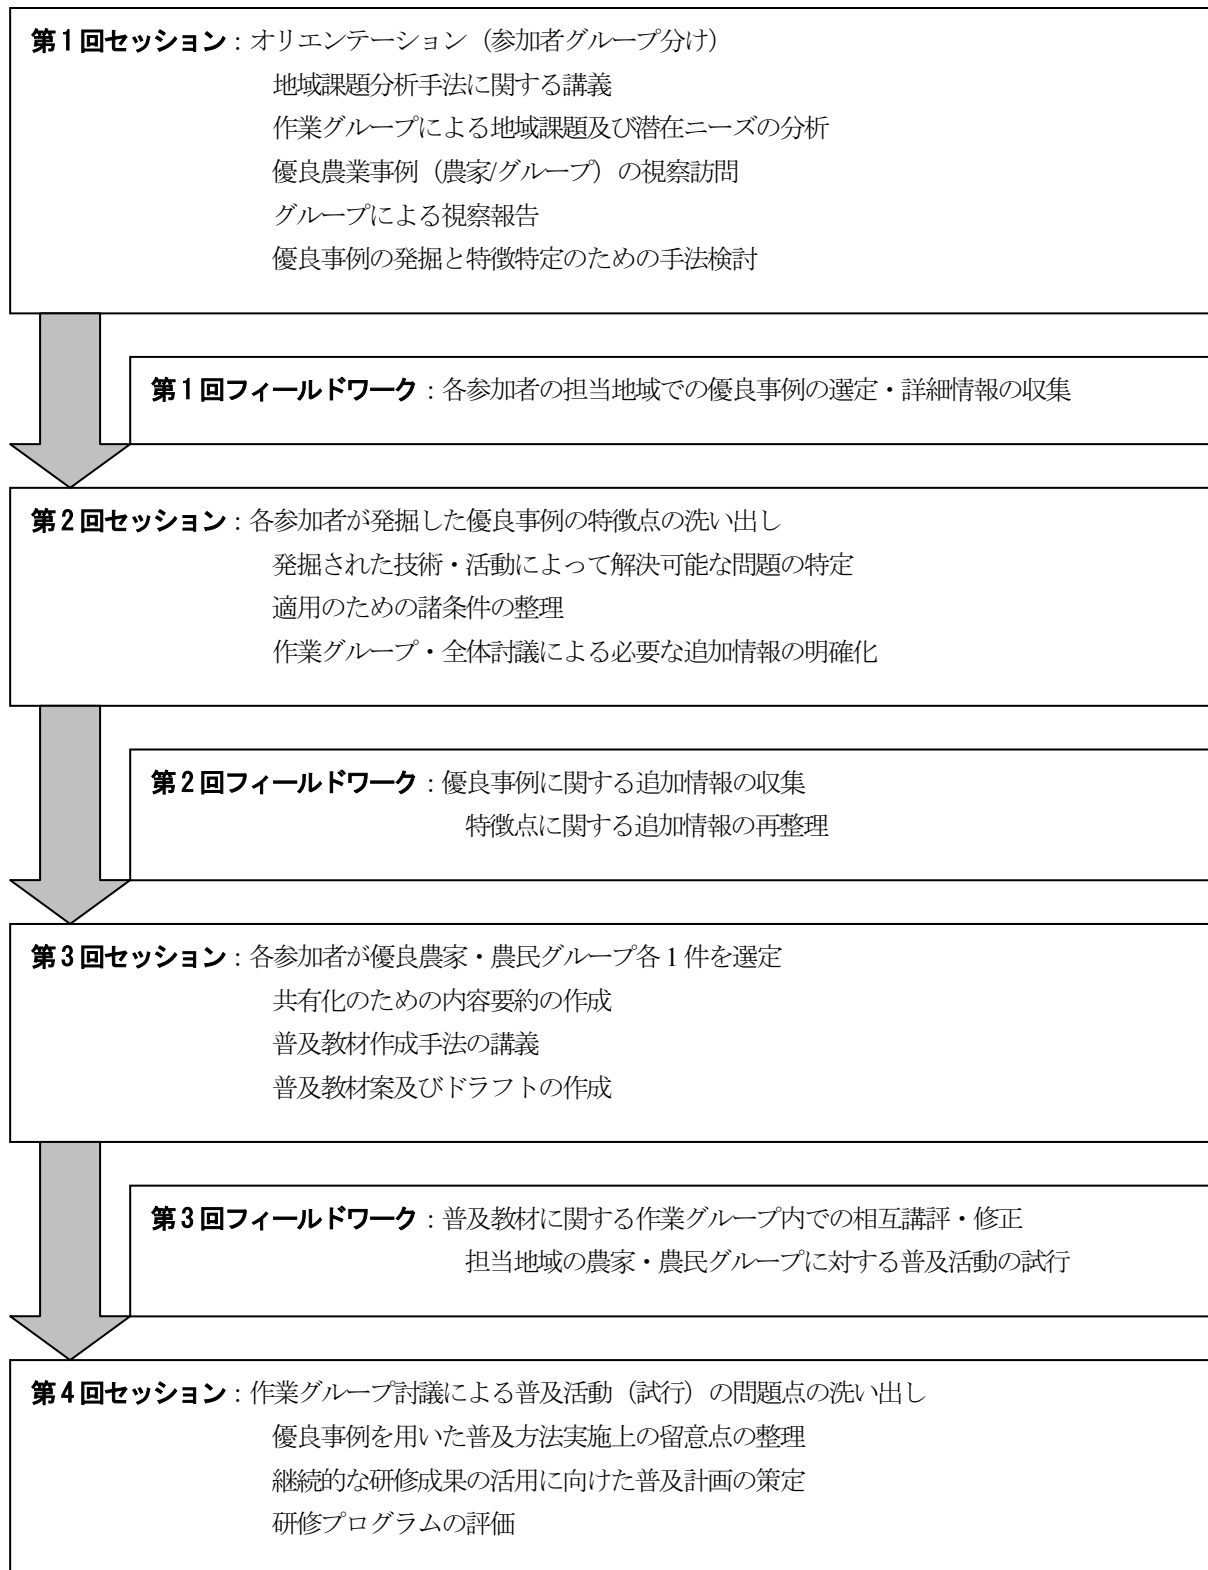 第1回セッション：オリエンテーション（参加者グループ分け）
地域課題分析手法に関する講義
作業グループによる地域課題及び潜在ニーズの分析
優良農業事例（農家/グループ）の視察訪問
グループによる視察報告
優良事例の発掘と特徴特定のための手法検討
第1回フィールドワーク：各参加者の担当地域での優良事例の選定・詳細情報の収集
第2回セッション：各参加者が発掘した優良事例の特徴点の洗い出し
発掘された技術・活動によって解決可能な問題の特定
適用のための諸条件の整理
作業グループ・全体討議による必要な追加情報の明確化
第2回フィールドワーク：優良事例に関する追加情報の収集
特徴点に関する追加情報の再整理
第3回セッション：各参加者が優良農家・農民グループ各1件を選定
共有化のための内容要約の作成
普及教材作成手法の講義
普及教材案及びドラフトの作成
第3回フィールドワーク：普及教材に関する作業グループ内での相互講評・修正
担当地域の農家・農民グループに対する普及活動の試行
第4回セッション：作業グループ討議による普及活動（試行）の問題点の洗い出し
優良事例を用いた普及方法実施上の留意点の整理
継続的な研修成果の活用に向けた普及計画の策定
研修プログラムの評価